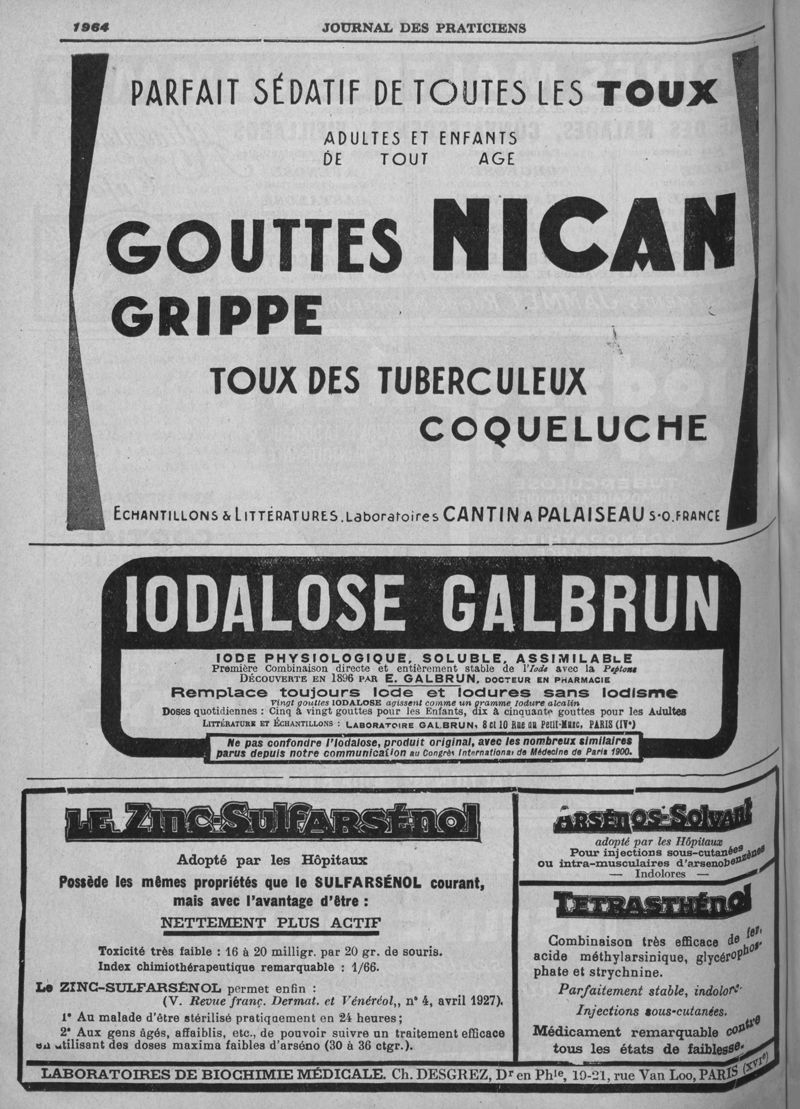 1964 JOURNAL DES PRATICIENS
PARFAIT SÉDATIF DE TOUTES LES TOUX
ADULTES ET ENFANTS
DE TOUT AGE
GOUTTES NICAN
GRIPPE
TOUX DES TUBERCULEUX
COQUELUCHE
ECHANTILLONS & LITTÉRATURES. Laboratoires CANTIN A PALAISEAU S.-O. FRANCE
IODALOSE GALBRUN
IODE PHYSIOLOGIQUE, SOLUBLE, ASSIMILABLE
Première Combinaison directe et entièrement stable de l'Iode avec la Peptone
DÉCOUVERTE EN 1896 PAR E. GALBRUN, DOCTEUR EN PHARMACIE
Remplace toujours Iode et Iodures sans Iodisme
Vingt gouttes IODALOSE agissent comme un gramme Iodure alcalin
Doses quotidiennes : Cinq à vingt gouttes pour les Enfants, dix à cinquante gouttes pour les Adultes
LITTÉRATURE ET ÉCHANTILLONS : LABORATOIRE GALBRUN, 8 et 10 Rue du Petit-Musc, PARIS (IVe)
Ne pas confondre l'Iodalose, produit original, avec les nombreux similaires
parus depuis notre communication au Congrès International de Médecine de Paris 1900.
LE ZINC-SULFARSÉNOL
Adopté par les Hôpitaux
Possède les mêmes propriétés que le SULFARSÉNOL courant,
mais avec l'avantage d'être :
NETTEMENT PLUS ACTIF
Toxicité très faible : 16 à 20 milligr. par 20 gr. de souris.
Index chimiothérapeutique remarquable : 1/66.
Le ZINC-SULFARSÉNOL permet enfin :
(V. Revue franç. Dermat. et Vénéréol,, n° 4, avril 1927).
1° Au malade d'être stérilisé pratiquement en 24 heures ;
2° Aux gens âgés, affaiblis, etc., de pouvoir suivre un traitement efficace
en utilisant des doses maxima faibles d'arséno (30 à 36 ctgr.).
ARSÉNOS-SOLVANT
adopté par les Hôpitaux
Pour injections sous-cutanées
ou intra-musculaires d'arsenobenzènes
— Indolores —
TETRASTHÉNOL
Combinaison très efficace de fer,
acide méthylarsinique, glycérophos-
phate et strychnine.
Parfaitement stable, indolore.
Injections sous-cutanées.
Médicament remarquable contre
tous les états de faiblesse.
LABORATOIRES DE BIOCHIMIE MÉDICALE. Ch. DESGREZ, Dr en Phie, 19-21, rue Van Loo, PARIS (XVIe)